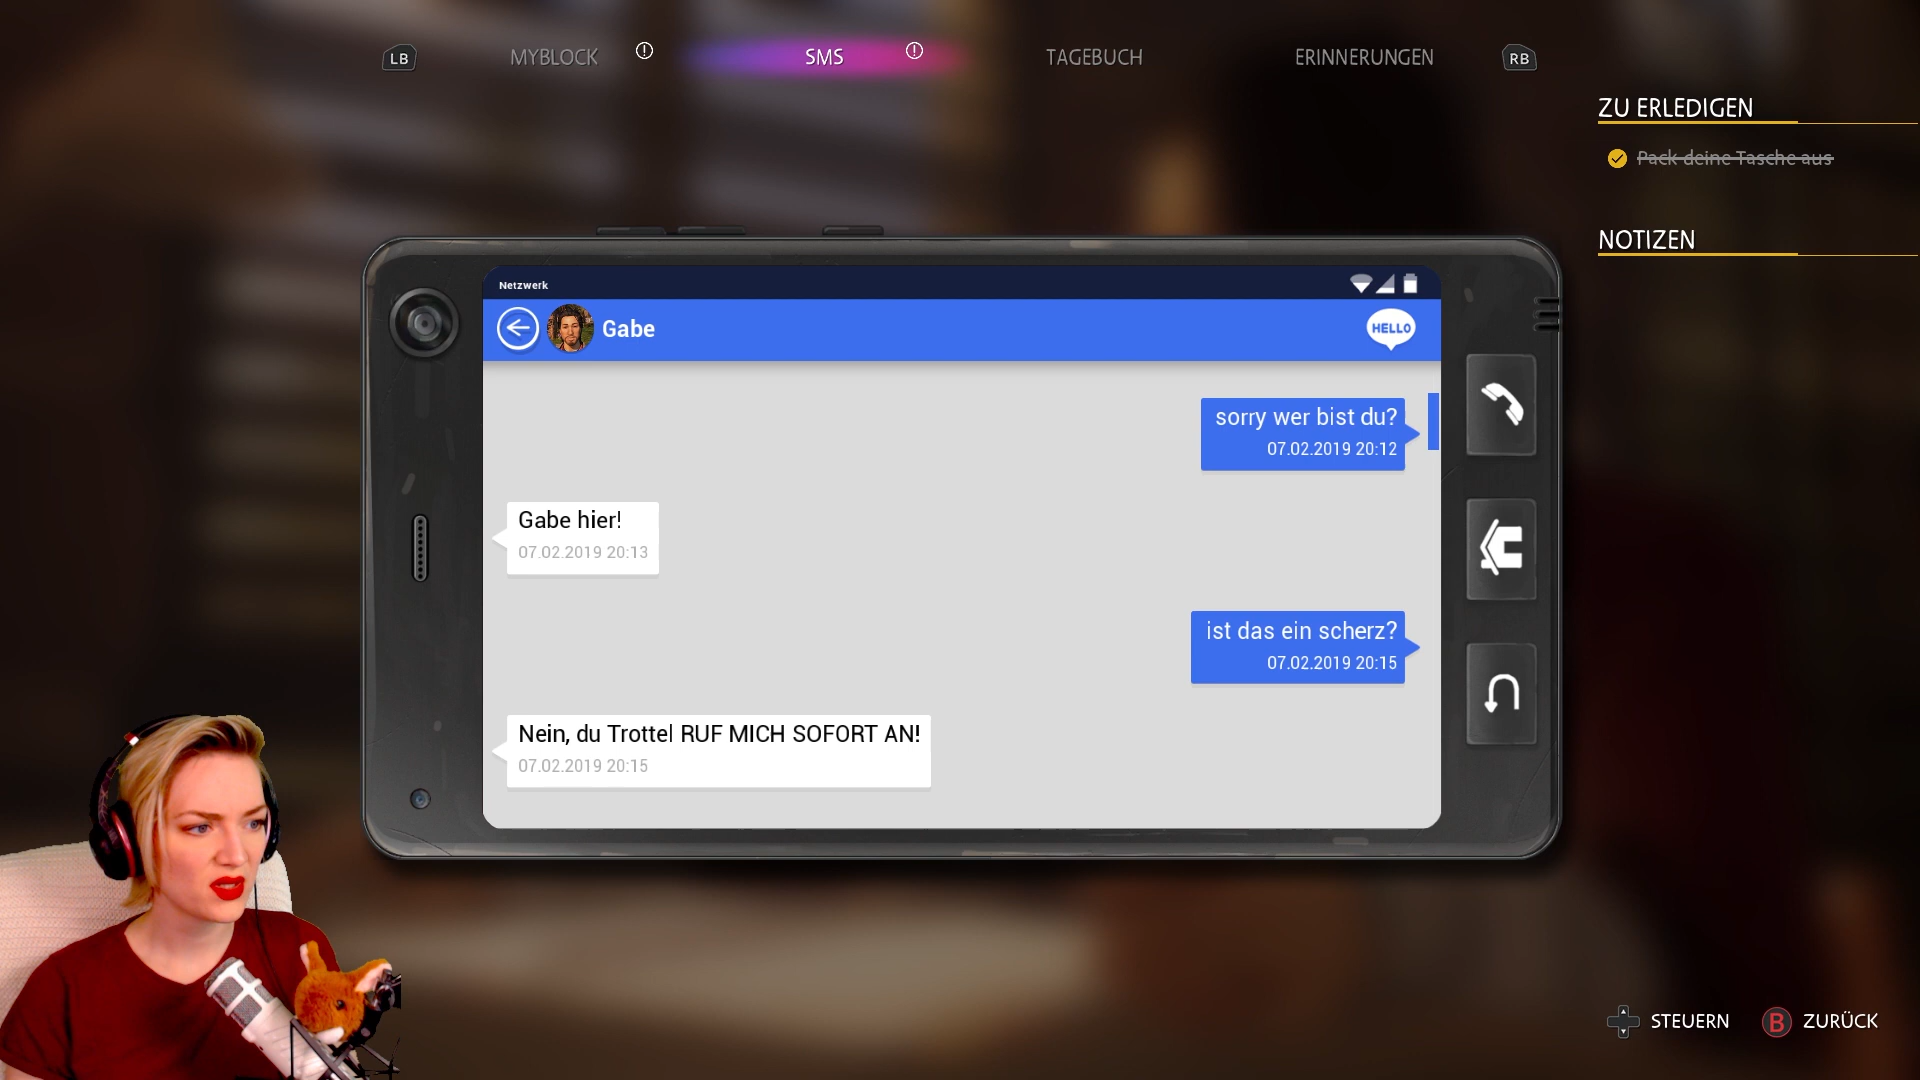 LB
MYBLOCK
SMS
TAGEBUCH
ERINNERUNGEN
RB
ZU ERLEDIGEN
Pack deine Tasche aus
NOTIZEN
Netzwerk
Gabe
HELLO
sorry wer bist du?
07.02.2019 20:12
Gabe hier!
07.02.2019 20:13
ist das ein scherz?
07.02.2019 20:15
Nein, du Trottel RUF MICH SOFORT AN!
07.02.2019 20:15
STEUERN
B ZURÜCK